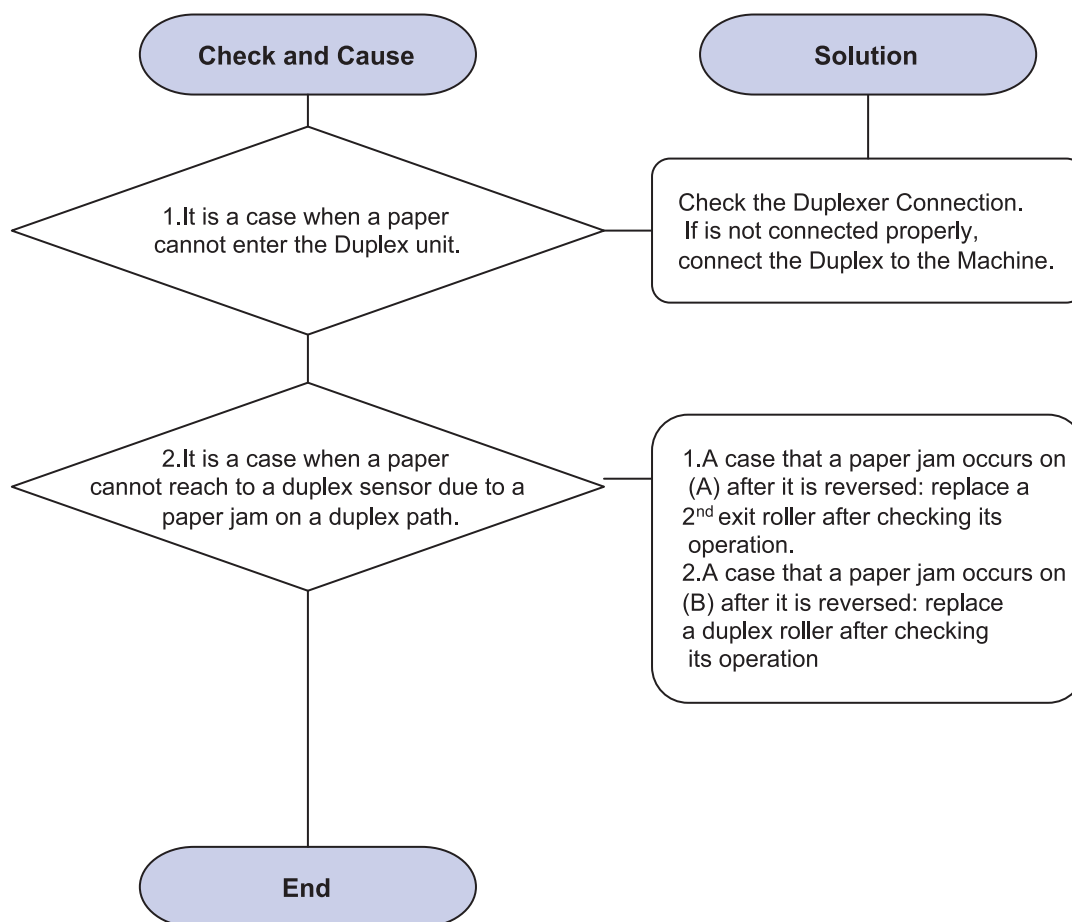 Check and Cause
Solution
1.It is a case when a paper
cannot enter the Duplex unit.
Check the Duplexer Connection.
If is not connected properly,
connect the Duplex to the Machine.
2.It is a case when a paper
cannot reach to a duplex sensor due to a
paper jam on a duplex path.
1.A case that a paper jam occurs on
(A) after it is reversed: replace a
2nd exit roller after checking its
operation.
2.A case that a paper jam occurs on
(B) after it is reversed: replace
a duplex roller after checking
its operation
End